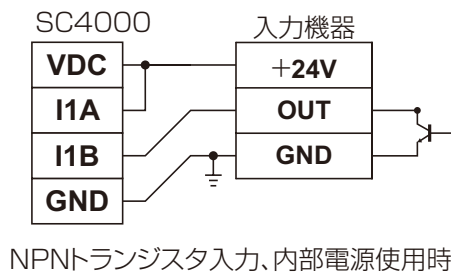 SC4000
入力機器
VDC
I1A
I1B
GND
+24V
OUT
GND
NPNトランジスタ入力、内部電源使用時